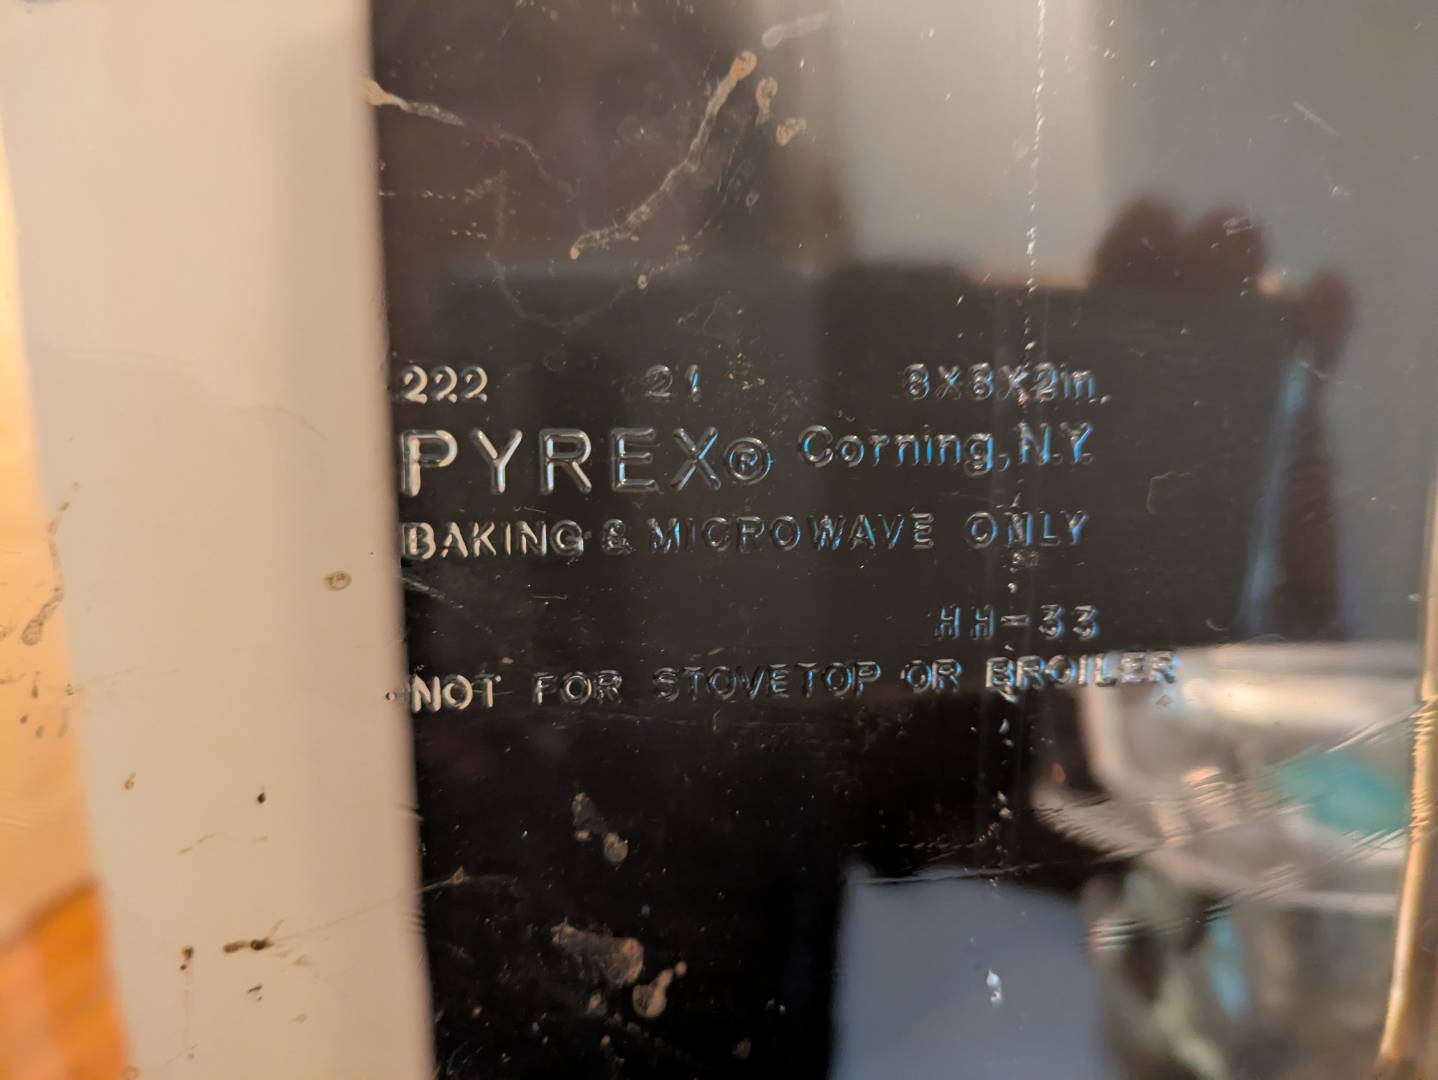 222 21 8X8X2in.
PYREX® Corning, N.Y.
BAKING & MICROWAVE ONLY
HH-33
NOT FOR STOVETOP OR BROILER